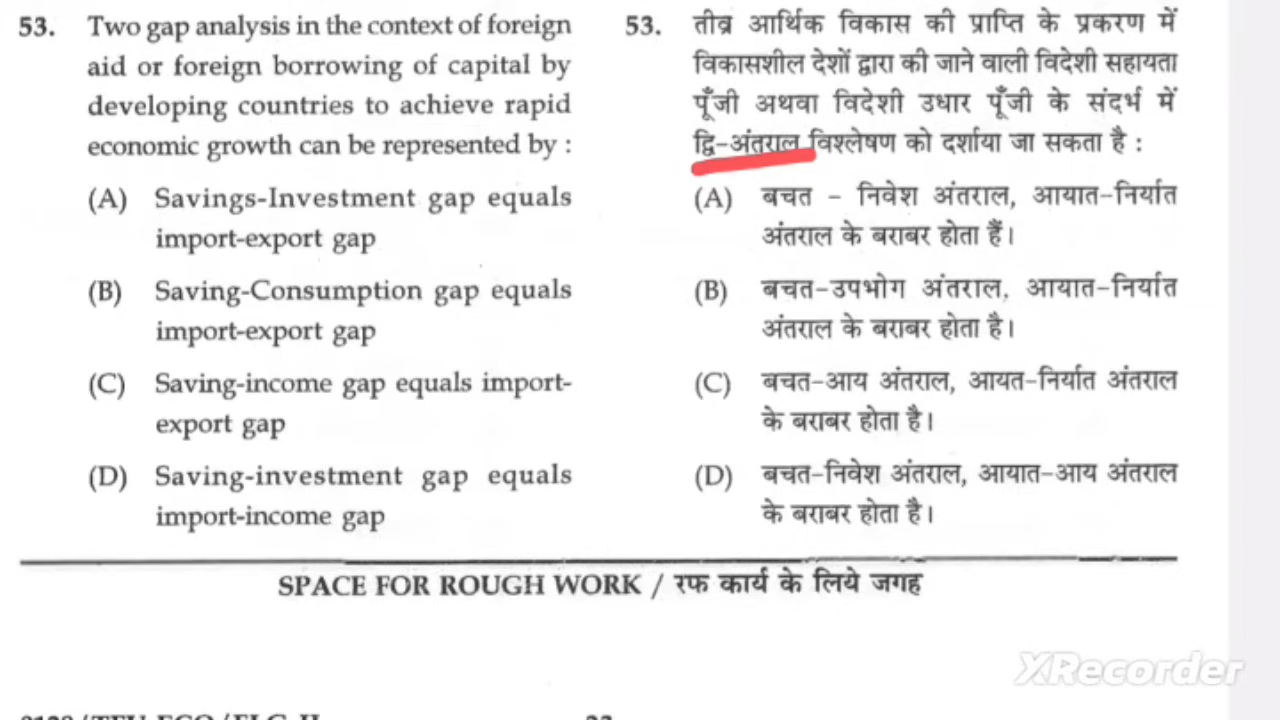 53. Two gap analysis in the context of foreign
aid or foreign borrowing of capital by
developing countries to achieve rapid
economic growth can be represented by :
(A) Savings-Investment gap equals
import-export gap
(B) Saving-Consumption gap equals
import-export gap
(C) Saving-income gap equals import-
export gap
(D) Saving-investment gap equals
import-income gap
53. तीव्र आर्थिक विकास की प्राप्ति के प्रकरण में
विकासशील देशों द्वारा की जाने वाली विदेशी सहायता
पूँजी अथवा विदेशी उधार पूँजी के संदर्भ में
द्वि-अंतराल विश्लेषण को दर्शाया जा सकता है :
(A) बचत - निवेश अंतराल, आयात-निर्यात
अंतराल के बराबर होता हैं।
(B) बचत-उपभोग अंतराल, आयात-निर्यात
अंतराल के बराबर होता है।
(C) बचत-आय अंतराल, आयत-निर्यात अंतराल
के बराबर होता है।
(D) बचत-निवेश अंतराल, आयात-आय अंतराल
के बराबर होता है।
SPACE FOR ROUGH WORK / रफ कार्य के लिये जगह
XRecorder